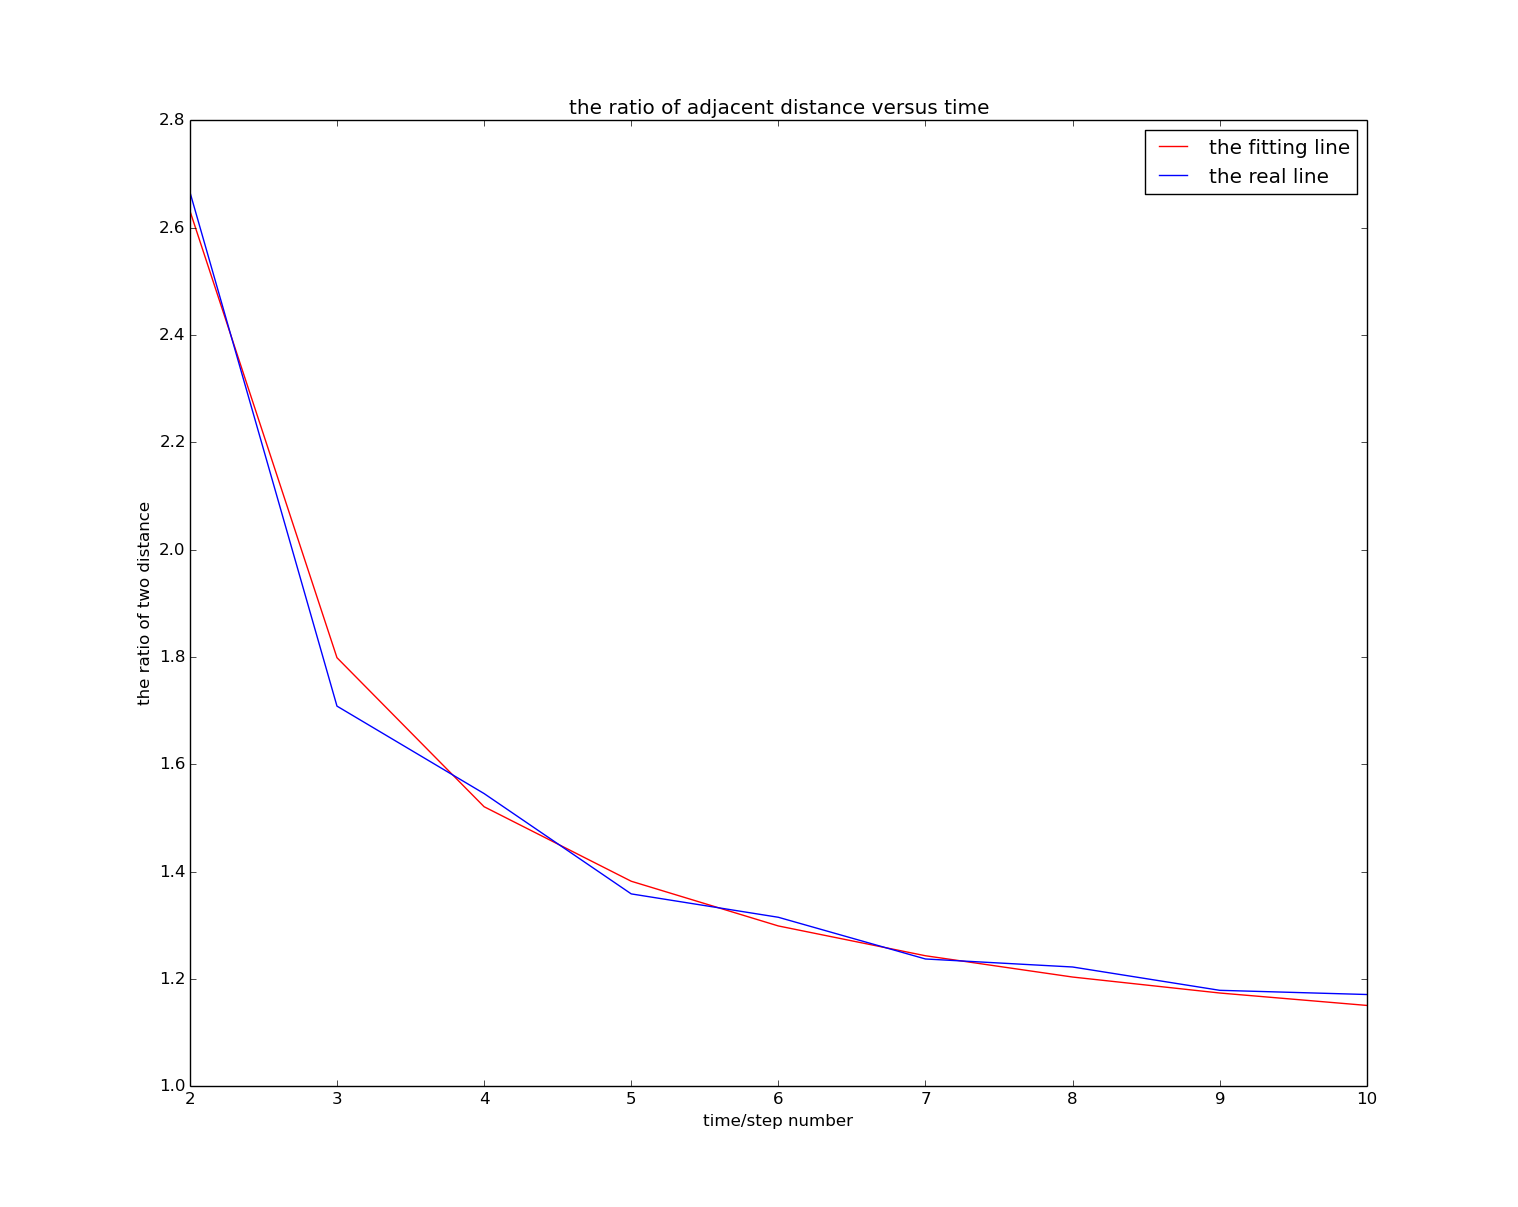 the ratio of adjacent distance versus time
the fitting line
the real line
2.8
2.6
2.4
2.2
2.0
1.8
1.6
1.4
1.2
1.0
the ratio of two distance
2 3 4 5 6 7 8 9 10
time/step number